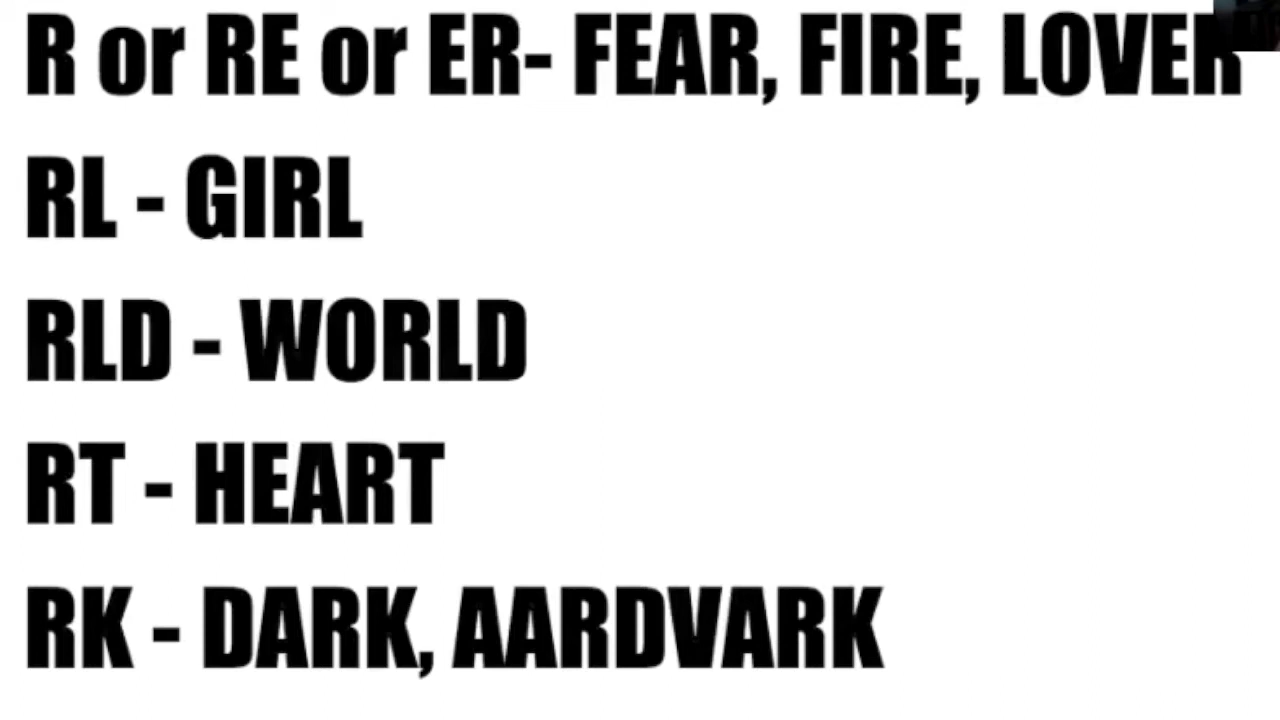 R or RE or ER- FEAR, FIRE, LOVER
RL - GIRL
RLD - WORLD
RT - HEART
RK - DARK, AARDVARK